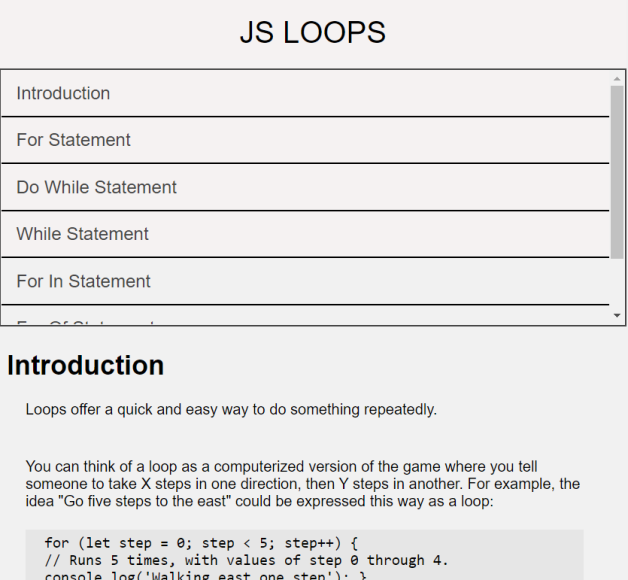 JS LOOPS
Introduction
For Statement
Do While Statement
While Statement
For In Statement
For Of Statement
Introduction
Loops offer a quick and easy way to do something repeatedly.
You can think of a loop as a computerized version of the game where you tell
someone to take X steps in one direction, then Y steps in another. For example, the
idea "Go five steps to the east" could be expressed this way as a loop:
for (let step = 0; step < 5; step++) {
// Runs 5 times, with values of step 0 through 4.
console.log('Walking east one step'); }